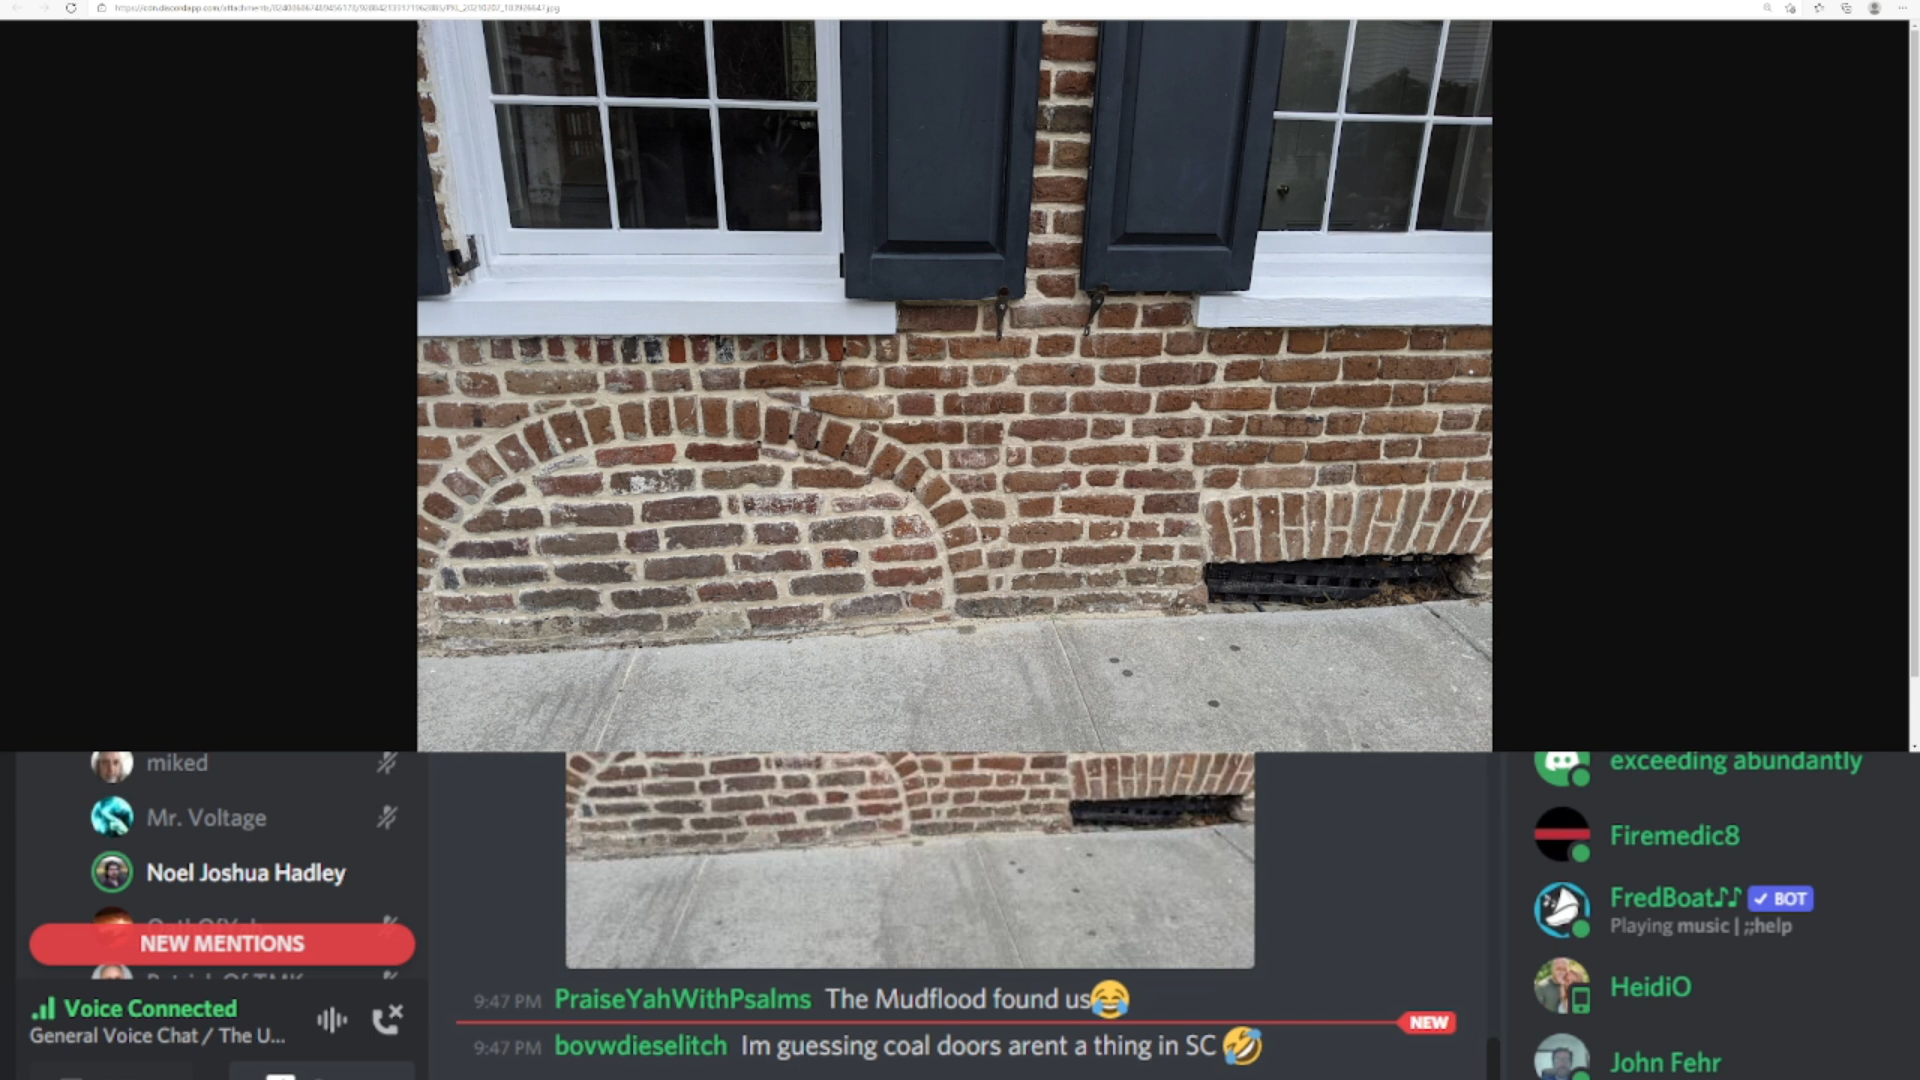 miked
Mr. Voltage
Noel Joshua Hadley
NEW MENTIONS
Voice Connected
General Voice Chat / The U...
9:47 PM PraiseYahWithPsalms The Mudflood found us😂
NEW
9:47 PM bovwdieselitch Im guessing coal doors arent a thing in SC 🤣
exceeding abundantly
Firemedic8
FredBoat♪♪ ✓ BOT
Playing music | ;;help
HeidiO
John Fehr